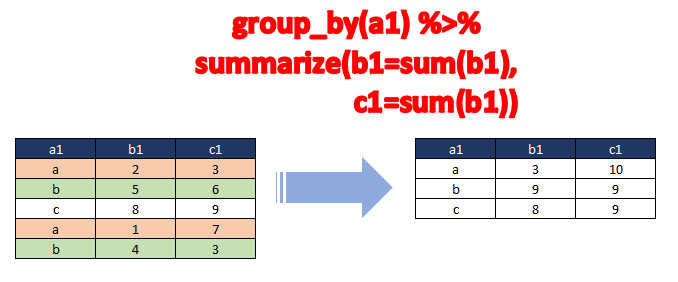 group_by(a1) %>%
summarize(b1=sum(b1),
c1=sum(b1))
a1 b1 c1
a 2 3
b 5 6
c 8 9
a 1 7
b 4 3
a1 b1 c1
a 3 10
b 9 9
c 8 9